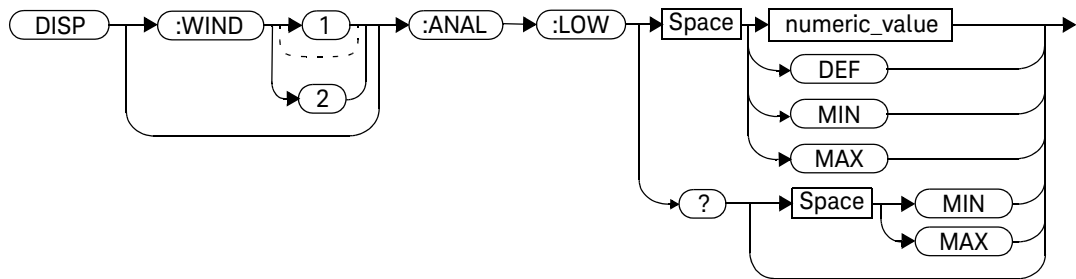 DISP :WIND 1 :ANAL :LOW Space numeric_value
DEF
2
MIN
MAX
? Space MIN
MAX